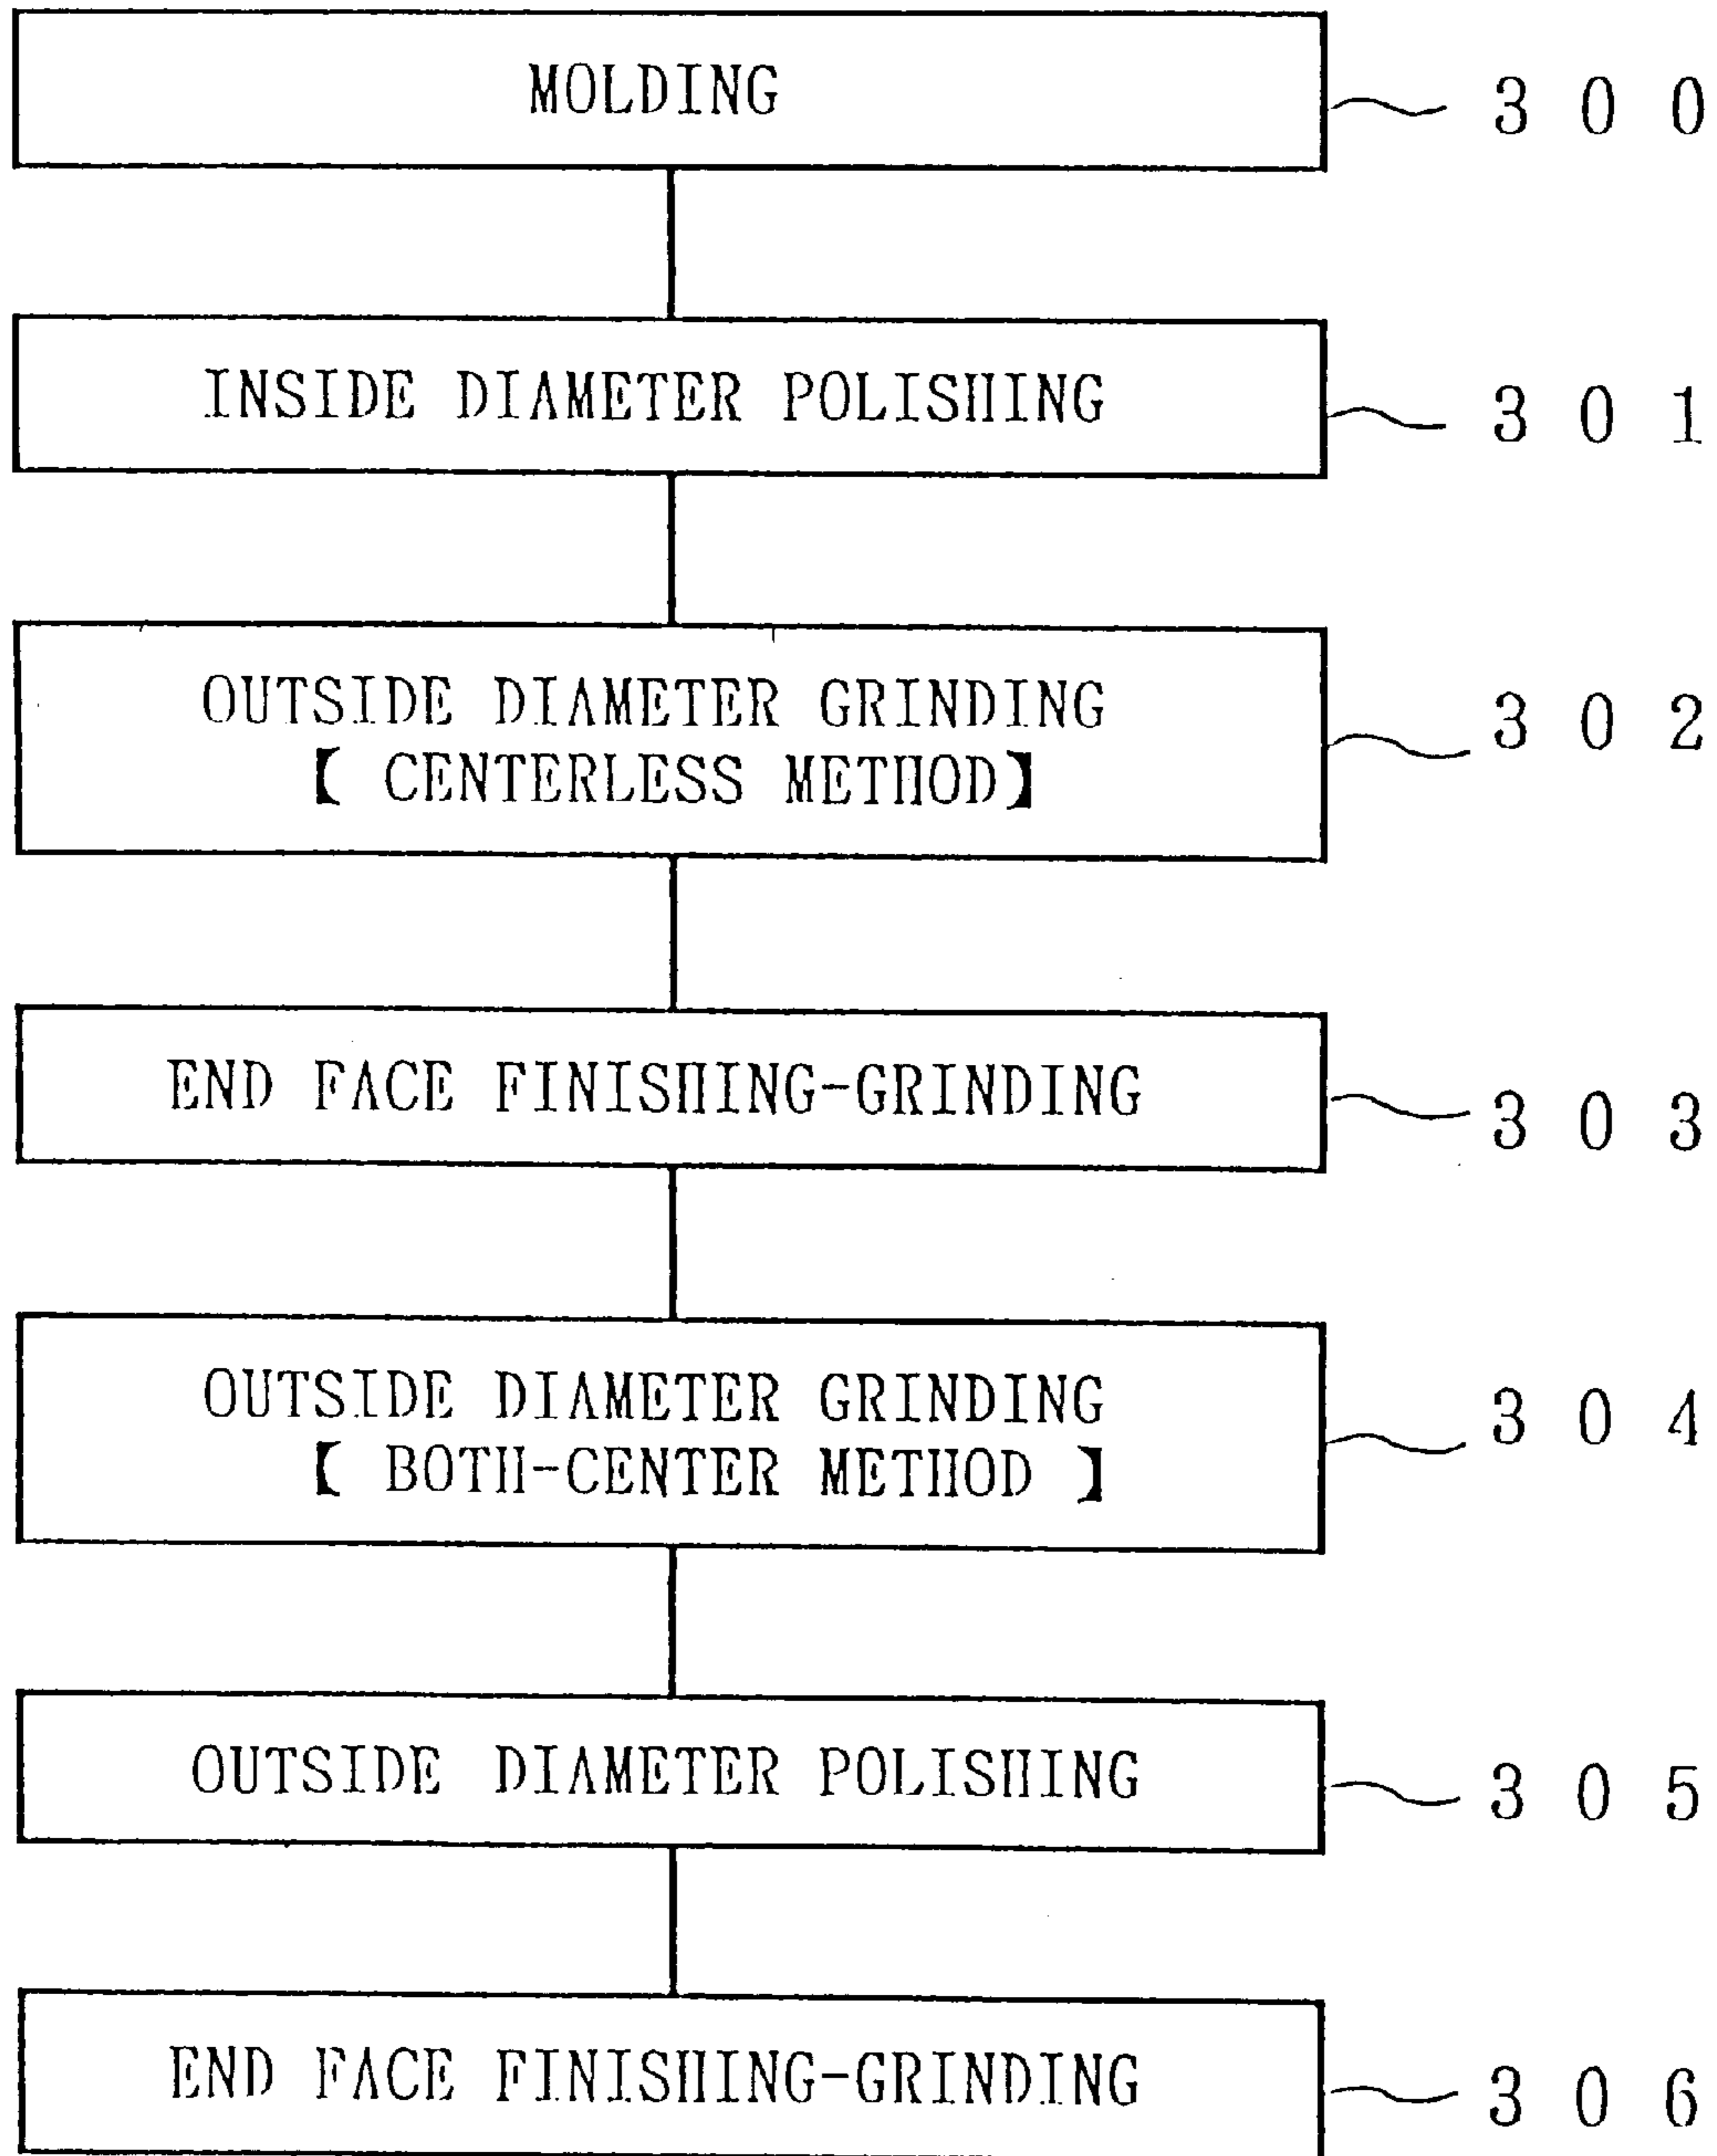 MOLDING 300
INSIDE DIAMETER POLISHING 301
OUTSIDE DIAMETER GRINDING 302
【 CENTERLESS METHOD】
END FACE FINISHING-GRINDING 303
OUTSIDE DIAMETER GRINDING 304
【 BOTH-CENTER METHOD 】
OUTSIDE DIAMETER POLISHING 305
END FACE FINISHING-GRINDING 306